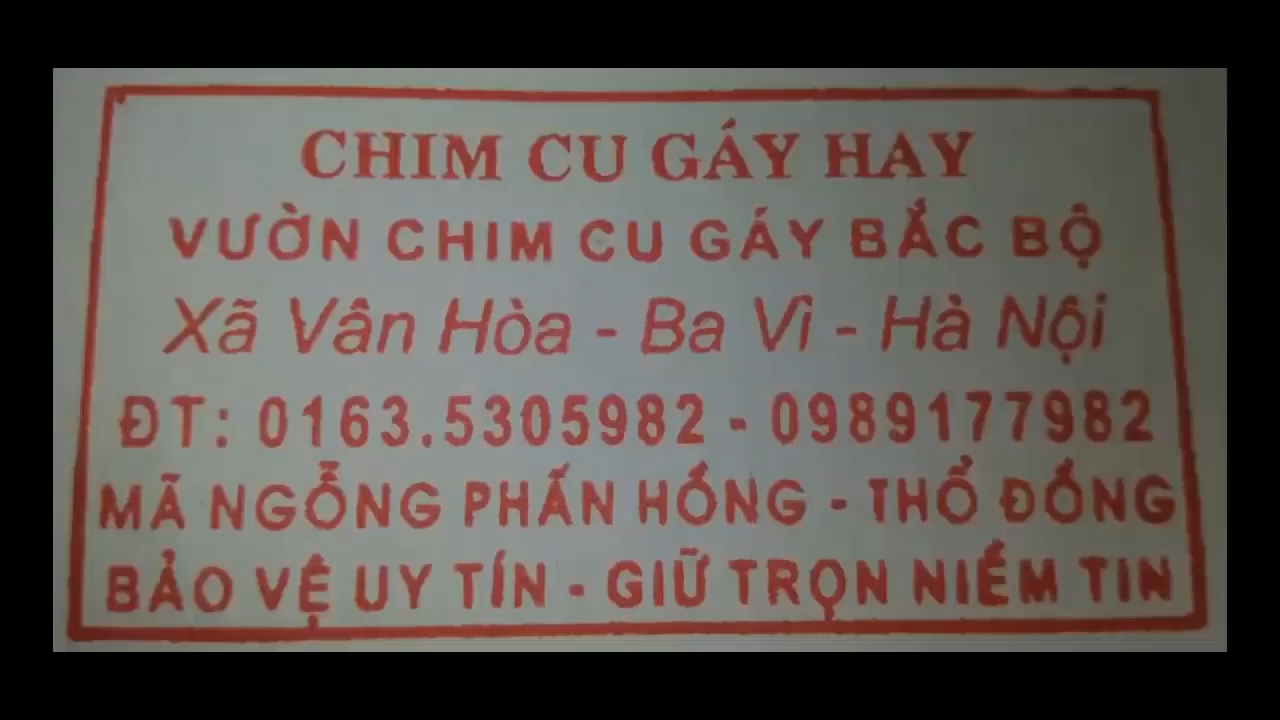 CHIM CU GÁY HAY
VƯỜN CHIM CU GÁY BẮC BỘ
Xã Vân Hòa - Ba Vì - Hà Nội
ĐT: 0163.5305982 - 0989177982
MÃ NGỖNG PHẤN HỒNG - THỔ ĐỒNG
BẢO VỆ UY TÍN - GIỮ TRỌN NIỀM TIN